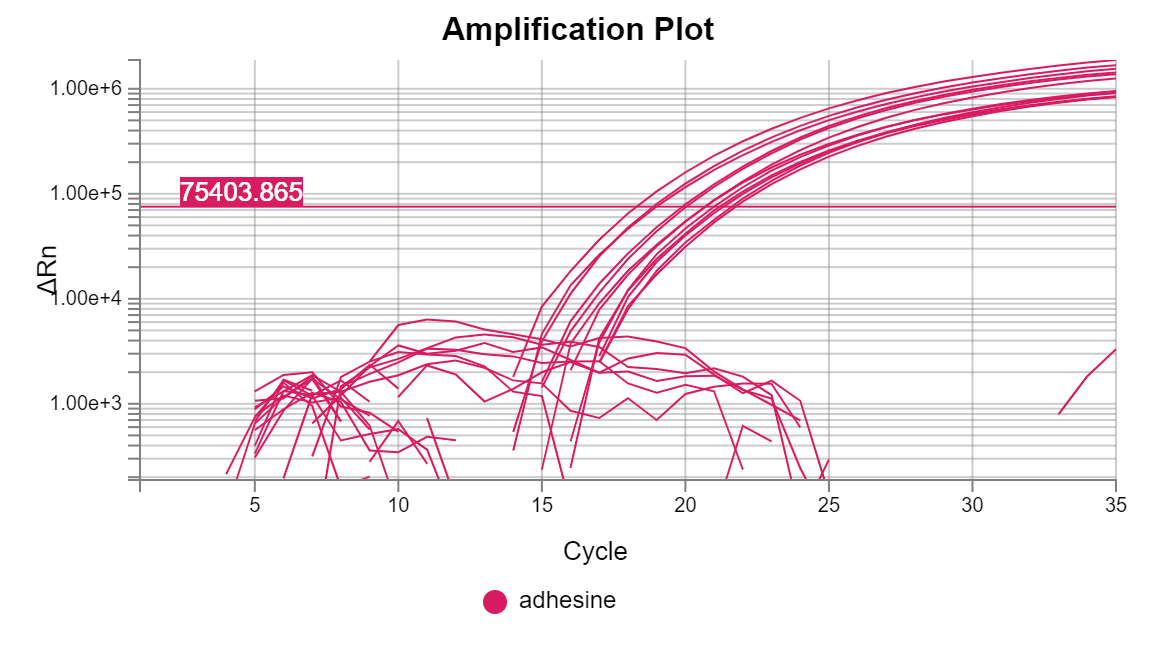 Amplification Plot
1.00e+6
1.00e+5
75403.865
ΔRn
1.00e+4
1.00e+3
5 10 15 20 25 30 35
Cycle
adhesine